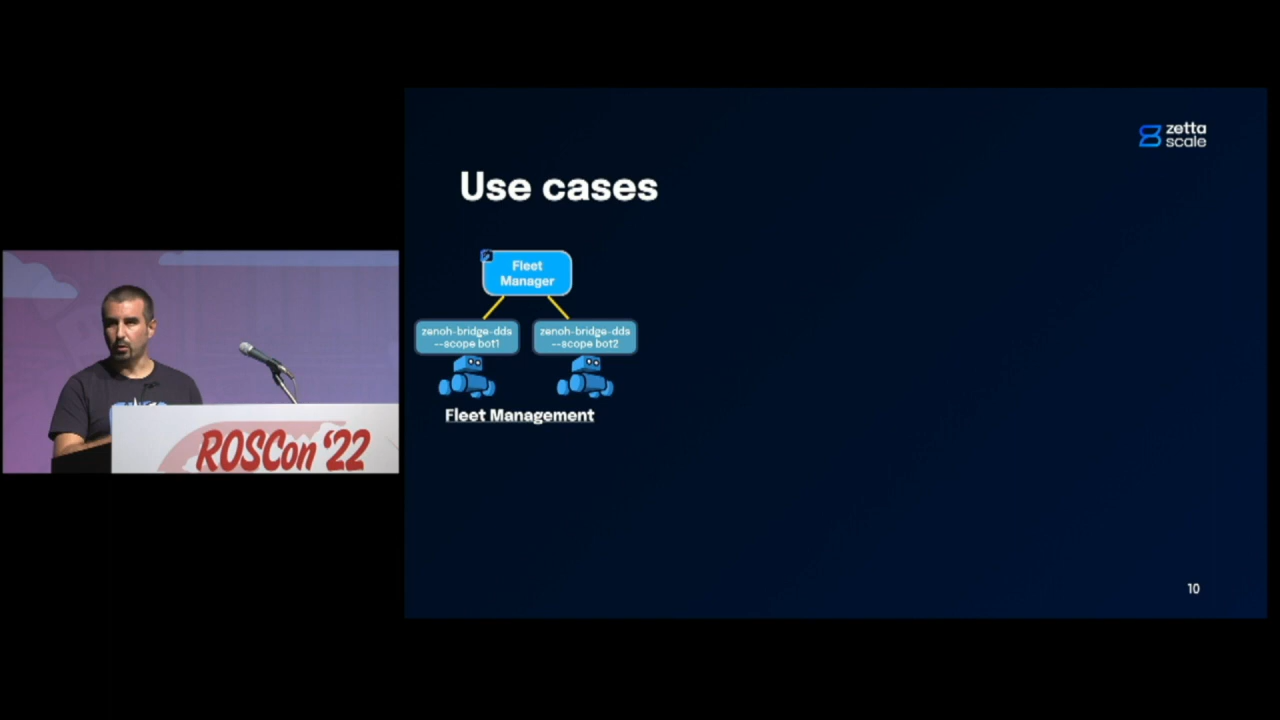 zetta
scale
Use cases
Fleet
Manager
zenoh-bridge-dds
--scope bot1
zenoh-bridge-dds
--scope bot2
Fleet Management
ROSCon ‘22
10